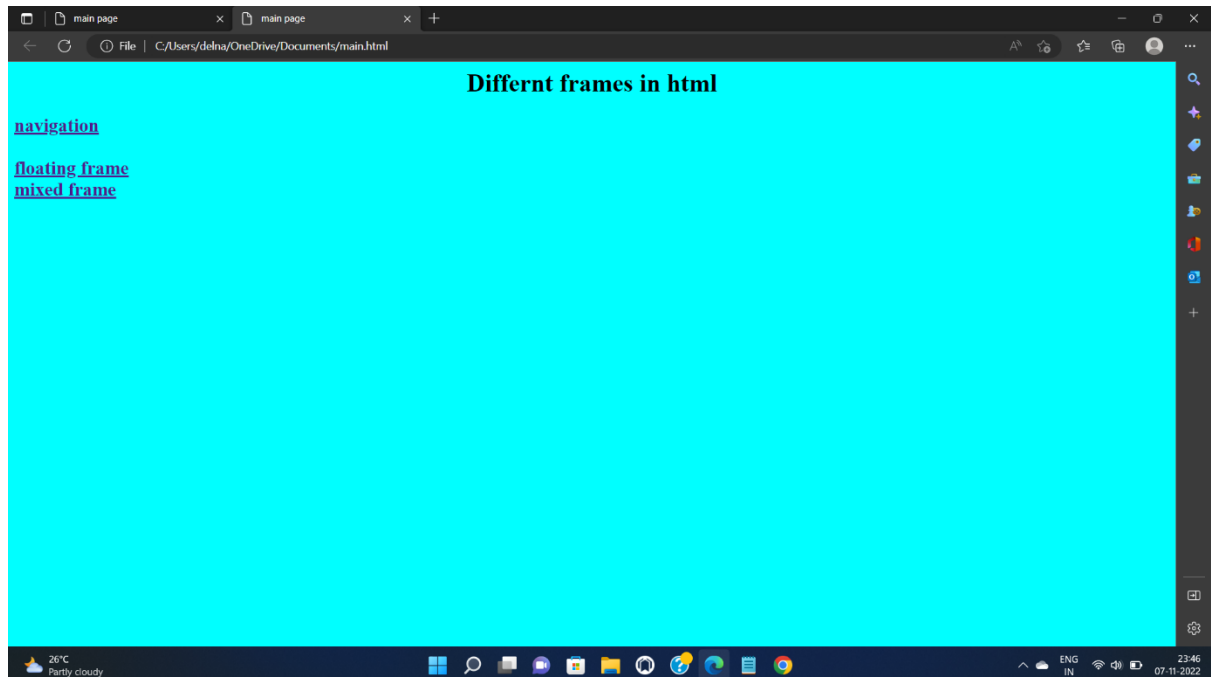 main page
main page
File | C:/Users/delna/OneDrive/Documents/main.html
Differnt frames in html
navigation
floating frame
mixed frame
26°C
Partly cloudy
ENG
IN
23:46
07-11-2022